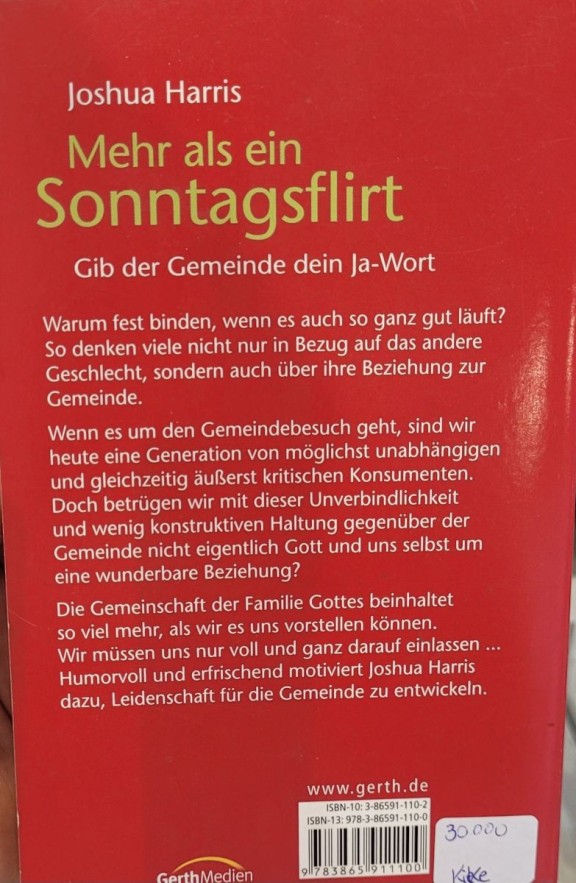 Joshua Harris
Mehr als ein
Sonntagsflirt
Gib der Gemeinde dein Ja-Wort
Warum fest binden, wenn es auch so ganz gut läuft?
So denken viele nicht nur in Bezug auf das andere
Geschlecht, sondern auch über ihre Beziehung zur
Gemeinde.
Wenn es um den Gemeindebesuch geht, sind wir
heute eine Generation von möglichst unabhängigen
und gleichzeitig äußerst kritischen Konsumenten.
Doch betrügen wir mit dieser Unverbindlichkeit
und wenig konstruktiven Haltung gegenüber der
Gemeinde nicht eigentlich Gott und uns selbst um
eine wunderbare Beziehung?
Die Gemeinschaft der Familie Gottes beinhaltet
so viel mehr, als wir es uns vorstellen können.
Wir müssen uns nur voll und ganz darauf einlassen ...
Humorvoll und erfrischend motiviert Joshua Harris
dazu, Leidenschaft für die Gemeinde zu entwickeln.
www.gerth.de
ISBN-10: 3-86591-110-2
ISBN-13: 978-3-86591-110-0
9 783865 911100
GerthMedien
30.000